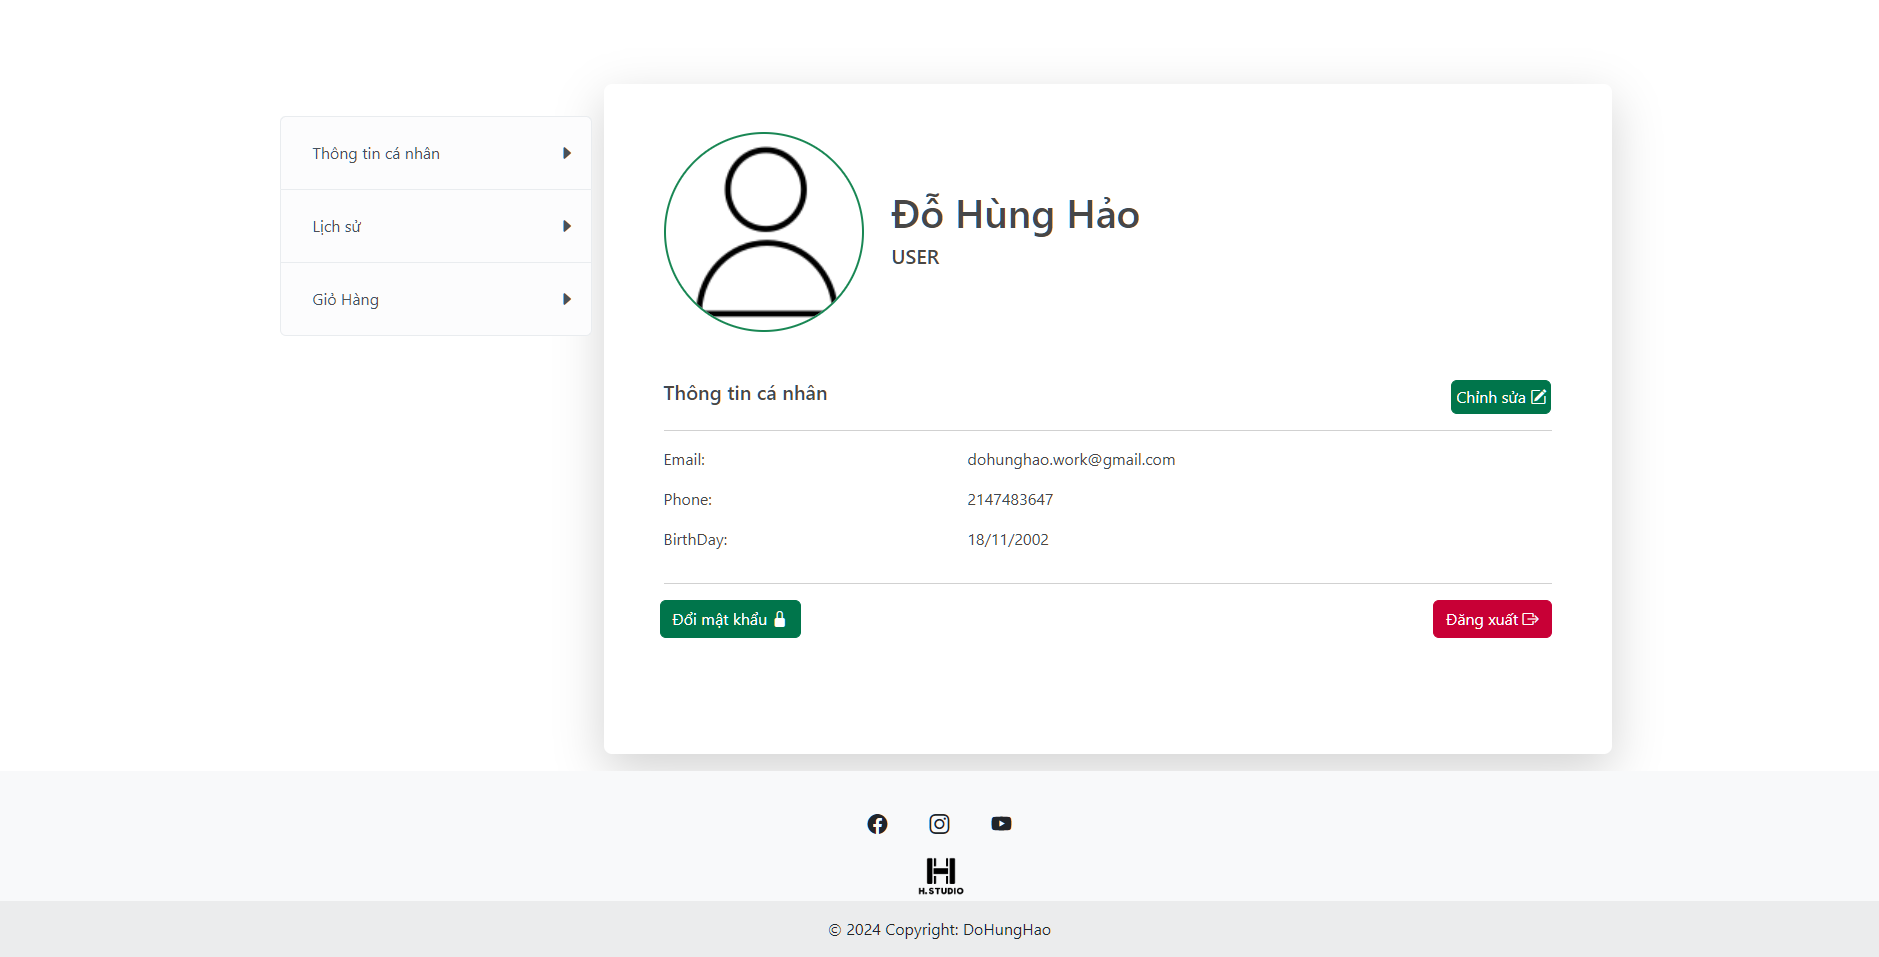 Thông tin cá nhân
Lịch sử
Giỏ Hàng
Đỗ Hùng Hảo
USER
Thông tin cá nhân
Chỉnh sửa
Email: dohunghao.work@gmail.com
Phone: 2147483647
BirthDay: 18/11/2002
Đổi mật khẩu
Đăng xuất
H
H.STUDIO
© 2024 Copyright: DoHungHao